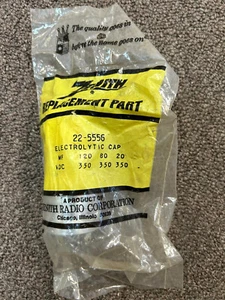 The quality goes in
before the name goes on
ZENITH
REPLACEMENT PART
22-5556
ELECTROLYTIC CAP
MF 120 80 20
VDC 350 350 350
A PRODUCT OF
ZENITH RADIO CORPORATION
Chicago, Illinois 60639